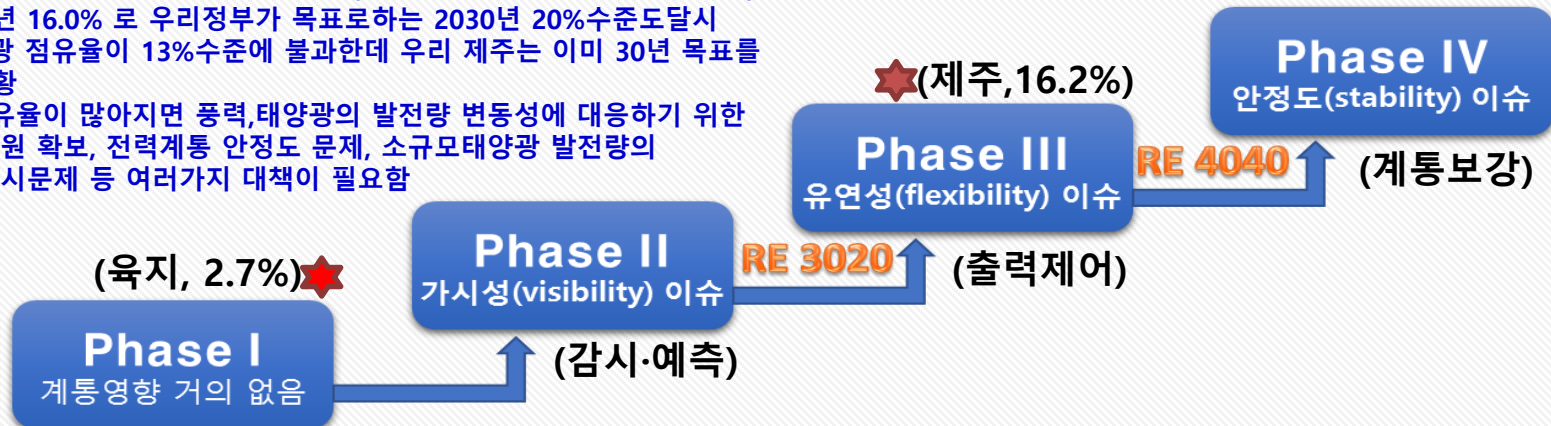 년 16.0% 로 우리정부가 목표로하는 2030년 20%수준도달시
광 점유율이 13%수준에 불과한데 우리 제주는 이미 30년 목표를
황
유율이 많아지면 풍력,태양광의 발전량 변동성에 대응하기 위한
원 확보, 전력계통 안정도 문제, 소규모태양광 발전량의
시문제 등 여러가지 대책이 필요함
(제주,16.2%)
Phase IV
안정도(stability) 이슈
Phase III
유연성(flexibility) 이슈
RE 4040
(계통보강)
(육지, 2.7%)
Phase II
가시성(visibility) 이슈
RE 3020
(출력제어)
Phase I
계통영향 거의 없음
(감시·예측)